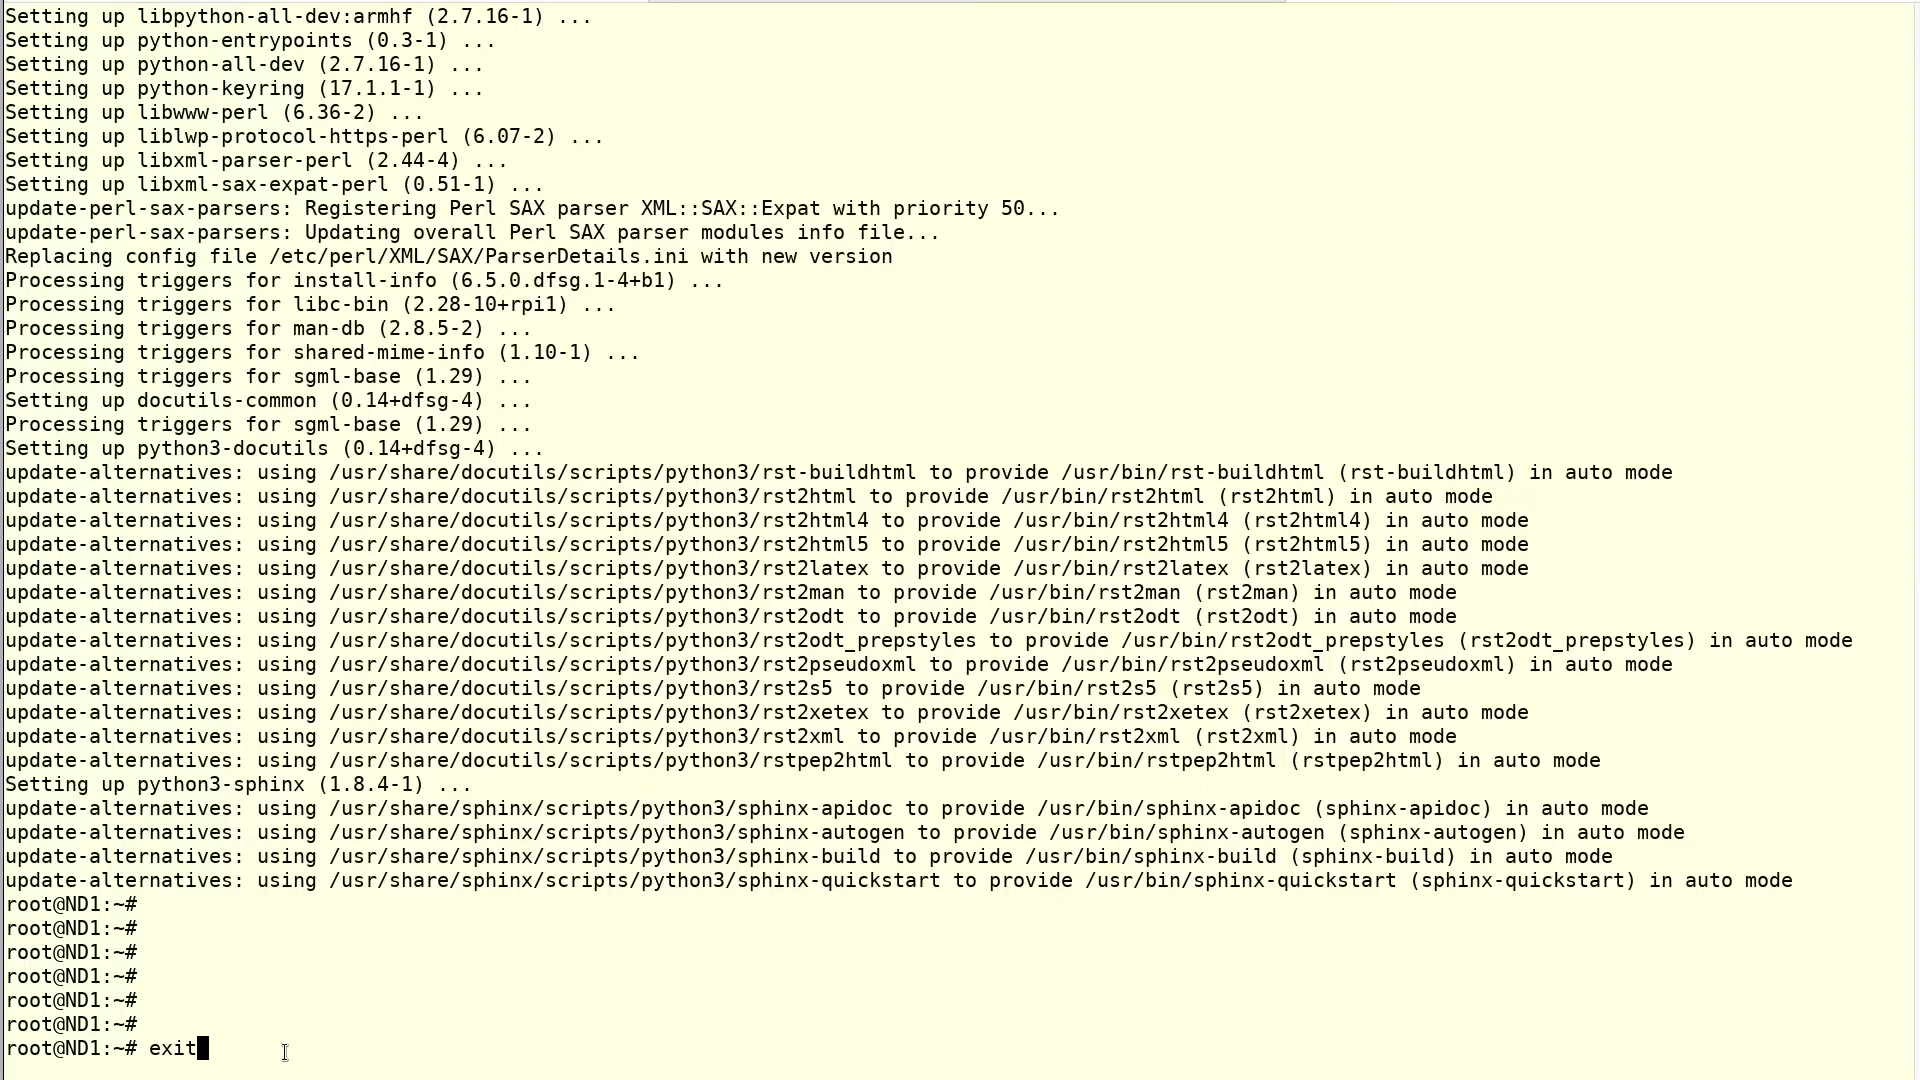 Setting up libpython-all-dev:armhf (2.7.16-1) ...
Setting up python-entrypoints (0.3-1) ...
Setting up python-all-dev (2.7.16-1) ...
Setting up python-keyring (17.1.1-1) ...
Setting up libwww-perl (6.36-2) ...
Setting up liblwp-protocol-https-perl (6.07-2) ...
Setting up libxml-parser-perl (2.44-4) ...
Setting up libxml-sax-expat-perl (0.51-1) ...
update-perl-sax-parsers: Registering Perl SAX parser XML::SAX::Expat with priority 50...
update-perl-sax-parsers: Updating overall Perl SAX parser modules info file...
Replacing config file /etc/perl/XML/SAX/ParserDetails.ini with new version
Processing triggers for install-info (6.5.0.dfsg.1-4+b1) ...
Processing triggers for libc-bin (2.28-10+rpi1) ...
Processing triggers for man-db (2.8.5-2) ...
Processing triggers for shared-mime-info (1.10-1) ...
Processing triggers for sgml-base (1.29) ...
Setting up docutils-common (0.14+dfsg-4) ...
Processing triggers for sgml-base (1.29) ...
Setting up python3-docutils (0.14+dfsg-4) ...
update-alternatives: using /usr/share/docutils/scripts/python3/rst-buildhtml to provide /usr/bin/rst-buildhtml (rst-buildhtml) in auto mode
update-alternatives: using /usr/share/docutils/scripts/python3/rst2html to provide /usr/bin/rst2html (rst2html) in auto mode
update-alternatives: using /usr/share/docutils/scripts/python3/rst2html4 to provide /usr/bin/rst2html4 (rst2html4) in auto mode
update-alternatives: using /usr/share/docutils/scripts/python3/rst2html5 to provide /usr/bin/rst2html5 (rst2html5) in auto mode
update-alternatives: using /usr/share/docutils/scripts/python3/rst2latex to provide /usr/bin/rst2latex (rst2latex) in auto mode
update-alternatives: using /usr/share/docutils/scripts/python3/rst2man to provide /usr/bin/rst2man (rst2man) in auto mode
update-alternatives: using /usr/share/docutils/scripts/python3/rst2odt to provide /usr/bin/rst2odt (rst2odt) in auto mode
update-alternatives: using /usr/share/docutils/scripts/python3/rst2odt_prepstyles to provide /usr/bin/rst2odt_prepstyles (rst2odt_prepstyles) in auto mode
update-alternatives: using /usr/share/docutils/scripts/python3/rst2pseudoxml to provide /usr/bin/rst2pseudoxml (rst2pseudoxml) in auto mode
update-alternatives: using /usr/share/docutils/scripts/python3/rst2s5 to provide /usr/bin/rst2s5 (rst2s5) in auto mode
update-alternatives: using /usr/share/docutils/scripts/python3/rst2xetex to provide /usr/bin/rst2xetex (rst2xetex) in auto mode
update-alternatives: using /usr/share/docutils/scripts/python3/rst2xml to provide /usr/bin/rst2xml (rst2xml) in auto mode
update-alternatives: using /usr/share/docutils/scripts/python3/rstpep2html to provide /usr/bin/rstpep2html (rstpep2html) in auto mode
Setting up python3-sphinx (1.8.4-1) ...
update-alternatives: using /usr/share/sphinx/scripts/python3/sphinx-apidoc to provide /usr/bin/sphinx-apidoc (sphinx-apidoc) in auto mode
update-alternatives: using /usr/share/sphinx/scripts/python3/sphinx-autogen to provide /usr/bin/sphinx-autogen (sphinx-autogen) in auto mode
update-alternatives: using /usr/share/sphinx/scripts/python3/sphinx-build to provide /usr/bin/sphinx-build (sphinx-build) in auto mode
update-alternatives: using /usr/share/sphinx/scripts/python3/sphinx-quickstart to provide /usr/bin/sphinx-quickstart (sphinx-quickstart) in auto mode
root@ND1:~#
root@ND1:~#
root@ND1:~#
root@ND1:~#
root@ND1:~#
root@ND1:~#
root@ND1:~# exit